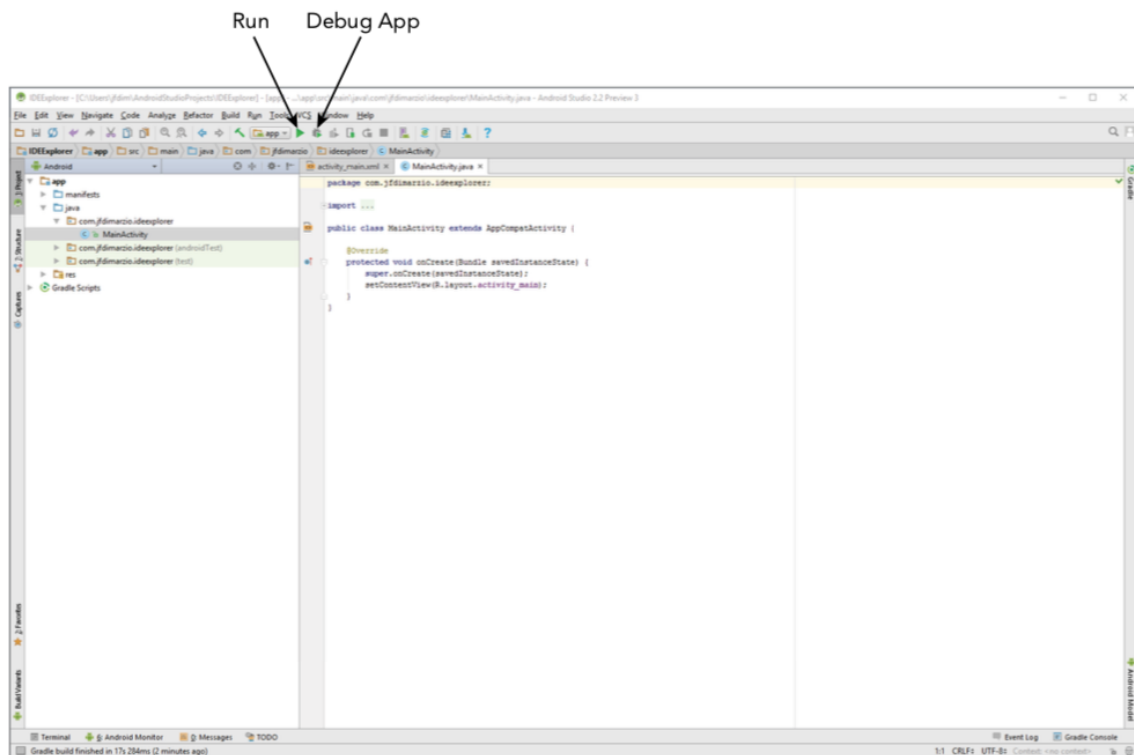 Run Debug App
IDEExplorer - [C:\Users\jfdim\AndroidStudioProjects\IDEExplorer] - [app] - ...\app\src\main\java\com\jfdimarzio\ideexplorer\MainActivity.java - Android Studio 2.2 Preview 3
File Edit View Navigate Code Analyze Refactor Build Run Tools VCS Window Help
app
IDEExplorer app src main java com jfdimarzio ideexplorer MainActivity
Android activity_main.xml MainActivity.java
1: Project
2: Structure
Captures
2: Favorites
Build Variants
app
manifests
java
com.jfdimarzio.ideexplorer
MainActivity
com.jfdimarzio.ideexplorer (androidTest)
com.jfdimarzio.ideexplorer (test)
res
Gradle Scripts
package com.jfdimarzio.ideexplorer;
import ...
public class MainActivity extends AppCompatActivity {
@Override
protected void onCreate(Bundle savedInstanceState) {
super.onCreate(savedInstanceState);
setContentView(R.layout.activity_main);
}
}
Gradle
Android Model
Terminal 6: Android Monitor 0: Messages TODO Event Log Gradle Console
Gradle build finished in 17s 284ms (2 minutes ago) 1:1 CRLF: UTF-8: Context: <no context>